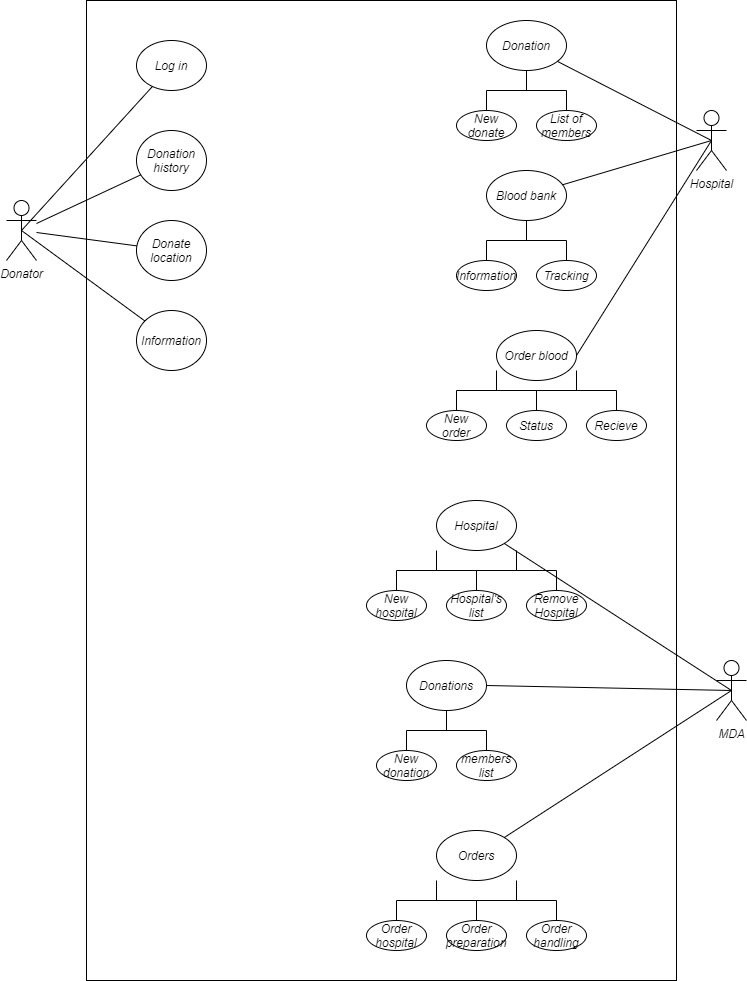 Log in
Donation
history
Donate
location
Information
Donator
Donation
New
donate
List of
members
Hospital
Blood bank
Information
Tracking
Order blood
New
order
Status
Recieve
Hospital
New
hospital
Hospital's
list
Remove
Hospital
Donations
New
donation
members
list
MDA
Orders
Order
hospital
Order
preparation
Order
handling